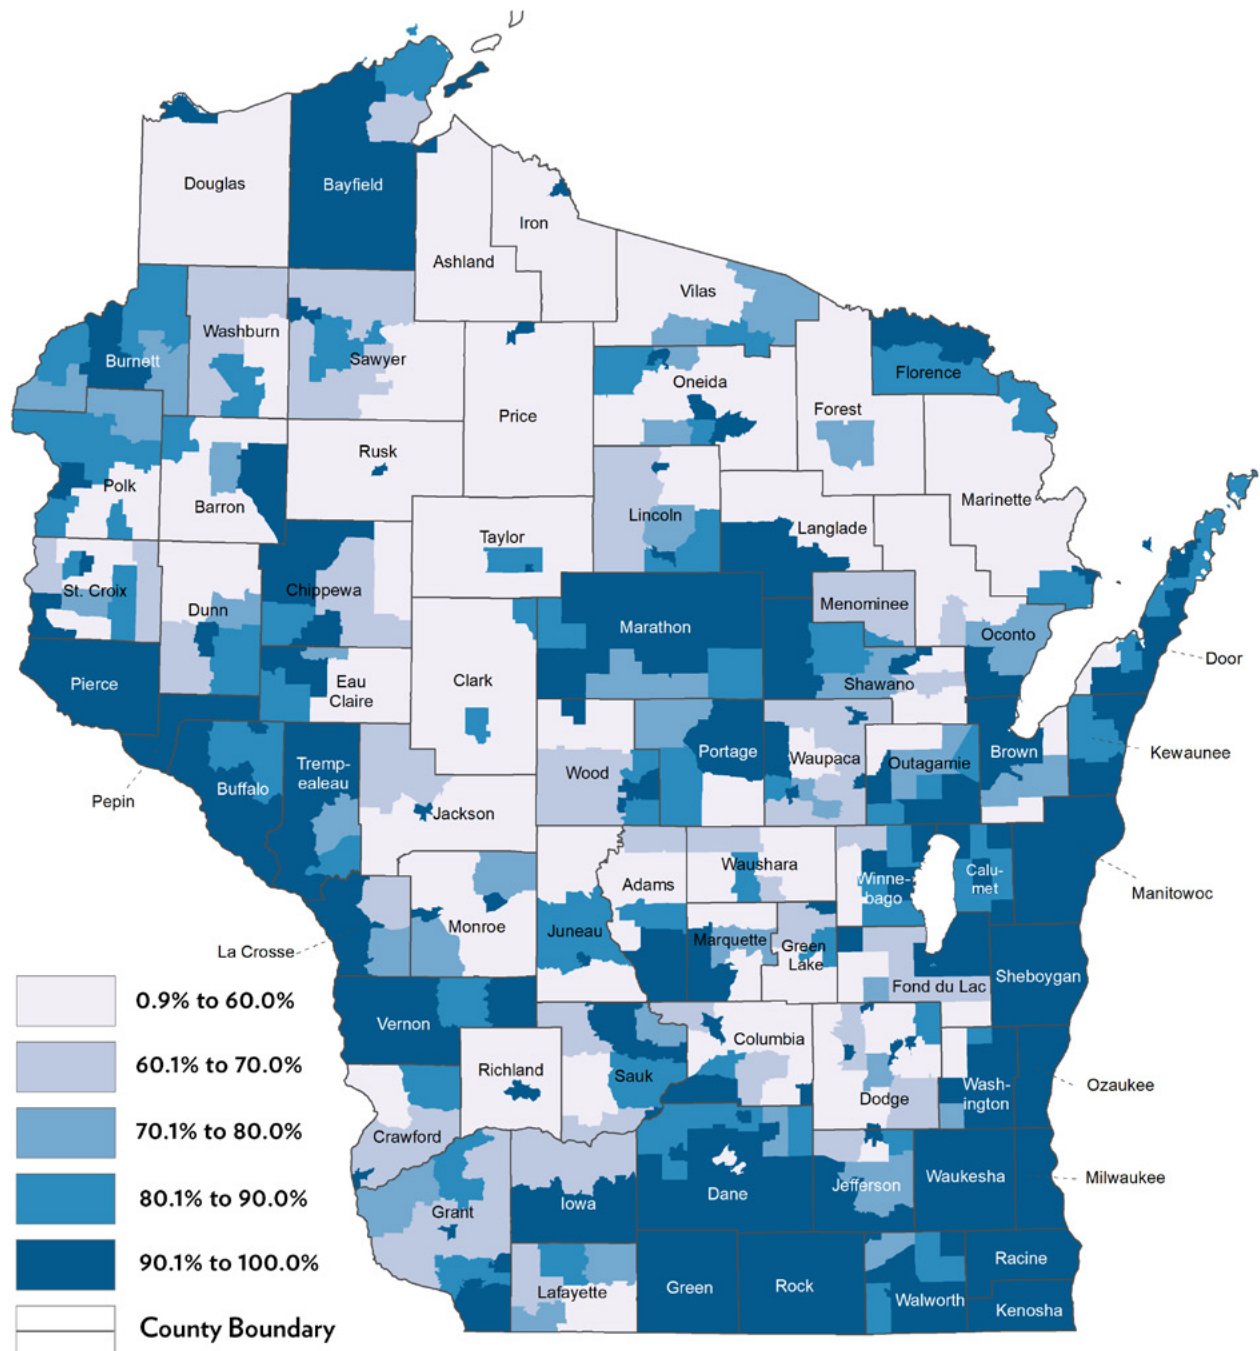 Douglas
Bayfield
Iron
Ashland
Vilas
Washburn
Burnett
Sawyer
Florence
Oneida
Price
Forest
Rusk
Polk
Barron
Marinette
Lincoln
Langlade
Taylor
St. Croix
Chippewa
Dunn
Menominee
Marathon
Oconto
Door
Pierce
Eau
Claire
Clark
Shawano
Portage
Brown
Kewaunee
Tremp-
ealeau
Waupaca
Outagamie
Wood
Buffalo
Pepin
Jackson
Waushara
Calu-
met
Winne-
bago
Adams
Manitowoc
Monroe
Juneau
Marquette
Green
Lake
La Crosse
Sheboygan
Fond du Lac
0.9% to 60.0%
Vernon
Columbia
60.1% to 70.0%
Richland
Sauk
Ozaukee
Wash-
ington
Dodge
70.1% to 80.0%
Crawford
Waukesha
Milwaukee
Jefferson
Dane
80.1% to 90.0%
Iowa
Grant
90.1% to 100.0%
Racine
Green
Rock
Lafayette
Walworth
Kenosha
County Boundary